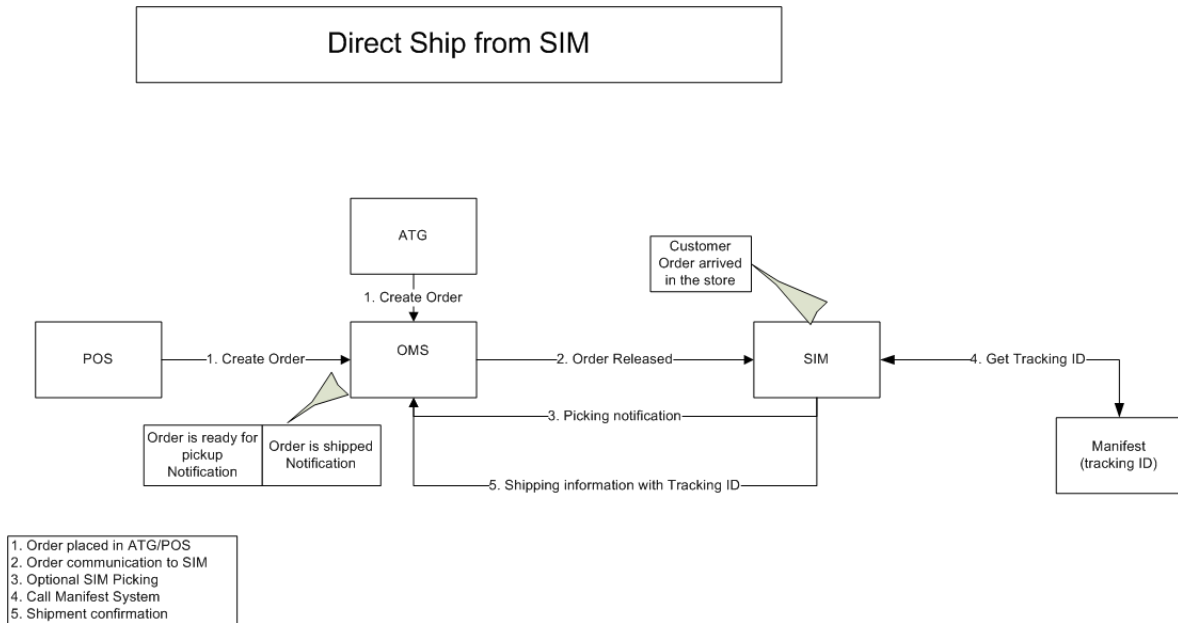 Direct Ship from SIM
ATG
Customer
Order arrived
in the store
1. Create Order
POS
1. Create Order
OMS
2. Order Released
SIM
4. Get Tracking ID
3. Picking notification
Order is ready for
pickup
Notification
Order is shipped
Notification
Manifest
(tracking ID)
5. Shipping information with Tracking ID
1. Order placed in ATG/POS
2. Order communication to SIM
3. Optional SIM Picking
4. Call Manifest System
5. Shipment confirmation